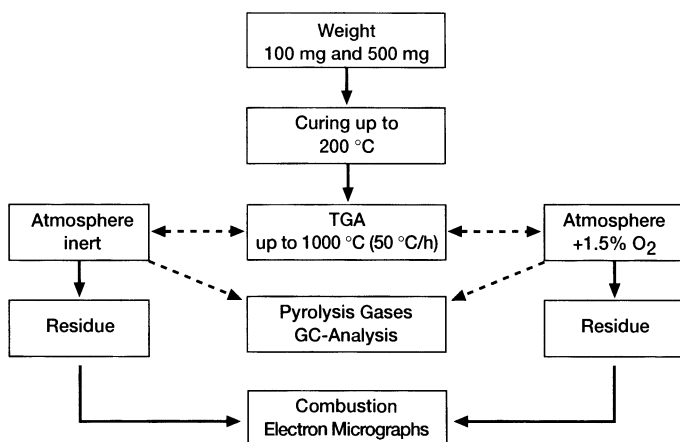 Weight
100 mg and 500 mg
Curing up to
200 °C
Atmosphere
inert
TGA
up to 1000 °C (50 °C/h)
Atmosphere
+1.5% O₂
Residue
Pyrolysis Gases
GC-Analysis
Residue
Combustion
Electron Micrographs